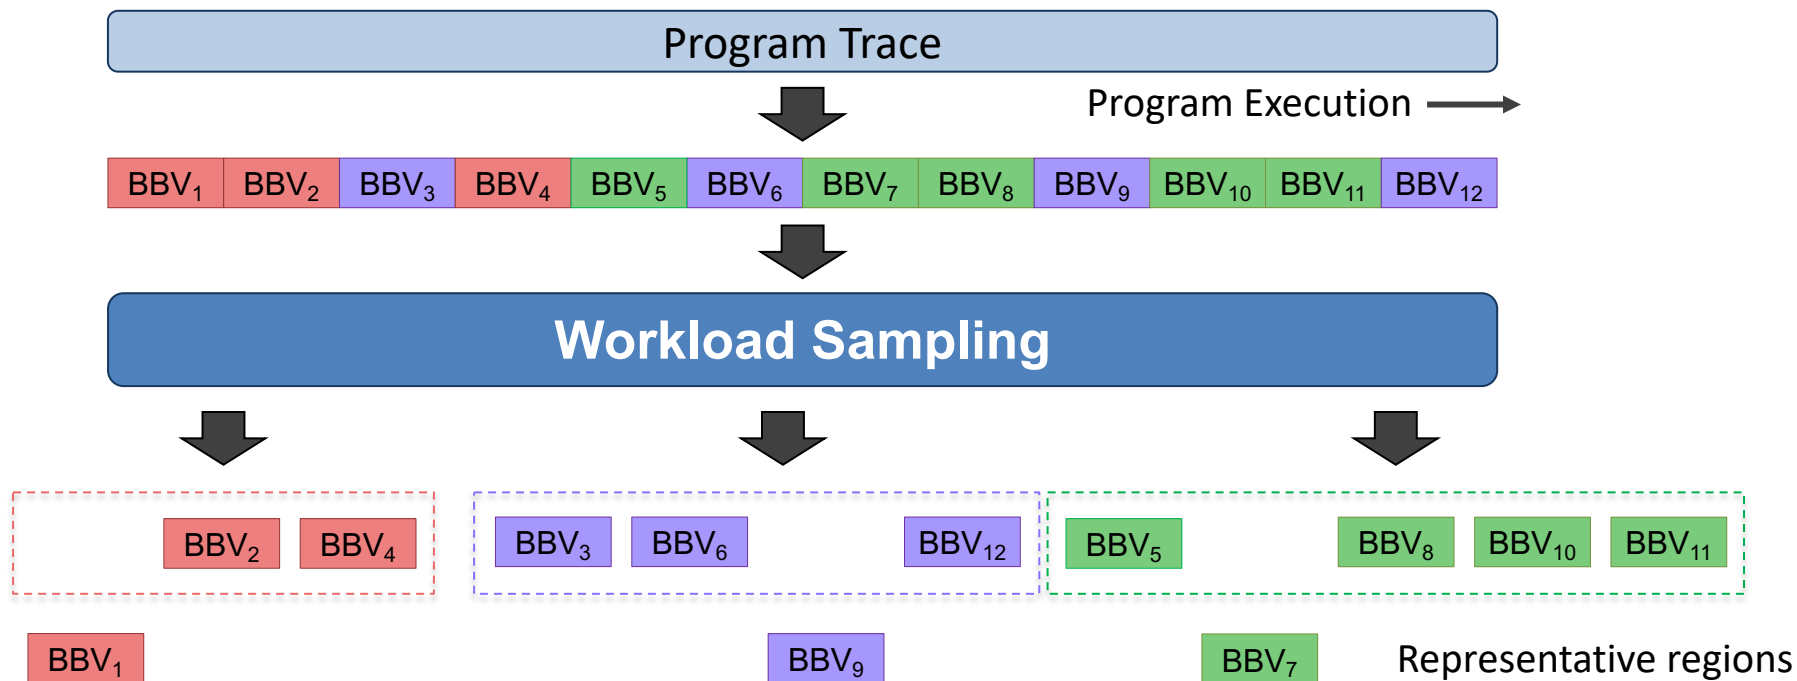 Program Trace
Program Execution
BBV₁ BBV₂ BBV₃ BBV₄ BBV₅ BBV₆ BBV₇ BBV₈ BBV₉ BBV₁₀ BBV₁₁ BBV₁₂
Workload Sampling
BBV₂ BBV₄ BBV₃ BBV₆ BBV₁₂ BBV₅ BBV₈ BBV₁₀ BBV₁₁
BBV₁ BBV₉ BBV₇ Representative regions